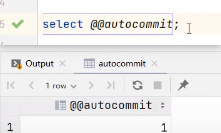 5 select @@autocommit;
Output autocommit
1 row
@@autocommit
1 1